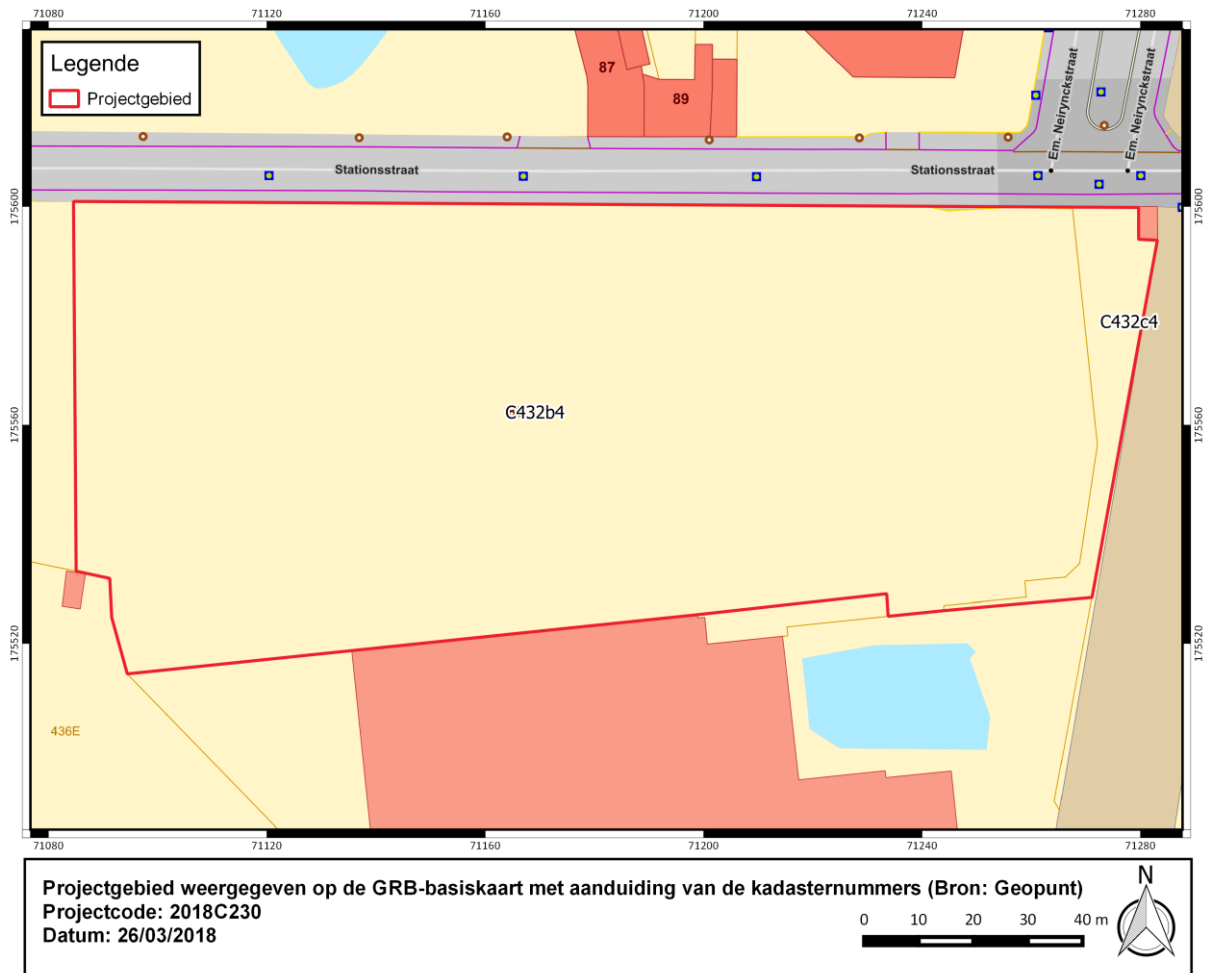 71080 71120 71160 71200 71240 71280
Legende
Projectgebied
87
89
Em. Neirynckstraat
Em. Neirynckstraat
Stationsstraat
Stationsstraat
175600
175600
C432c4
C432b4
175560
175560
175520
175520
436E
71080 71120 71160 71200 71240 71280
Projectgebied weergegeven op de GRB-basiskaart met aanduiding van de kadasternummers (Bron: Geopunt)
Projectcode: 2018C230
Datum: 26/03/2018
0 10 20 30 40 m
N